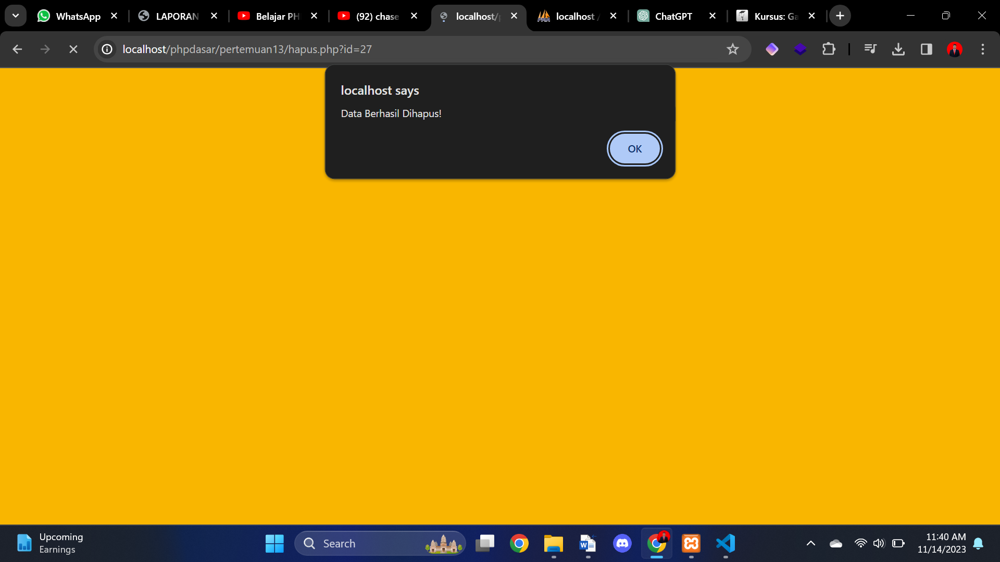 WhatsApp
LAPORAN
Belajar PH
(92) chase
localhost/p
localhost /
ChatGPT
Kursus: Ga
localhost/phpdasar/pertemuan13/hapus.php?id=27
localhost says
Data Berhasil Dihapus!
OK
Upcoming
Earnings
Search
11:40 AM
11/14/2023